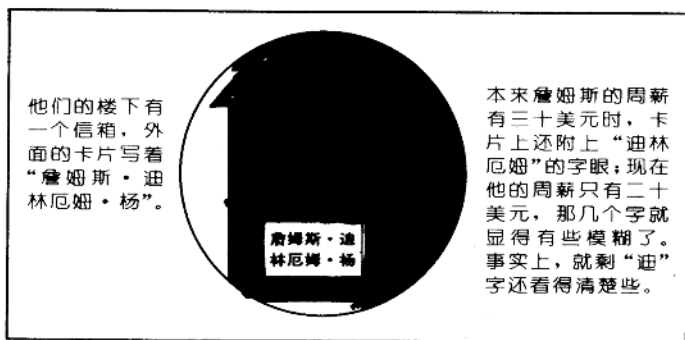 他们的楼下有
一个信箱，外
面的卡片写着
“詹姆斯·迪
林厄姆·杨”。
詹姆斯·迪
林厄姆·杨
本来詹姆斯的周薪
有三十美元时，卡
片上还附上“迪林
厄姆”的字眼；现在
他的周薪只有二十
美元，那几个字就
显得有些模糊了。
事实上，就剩“迪”
字还看得清楚些。